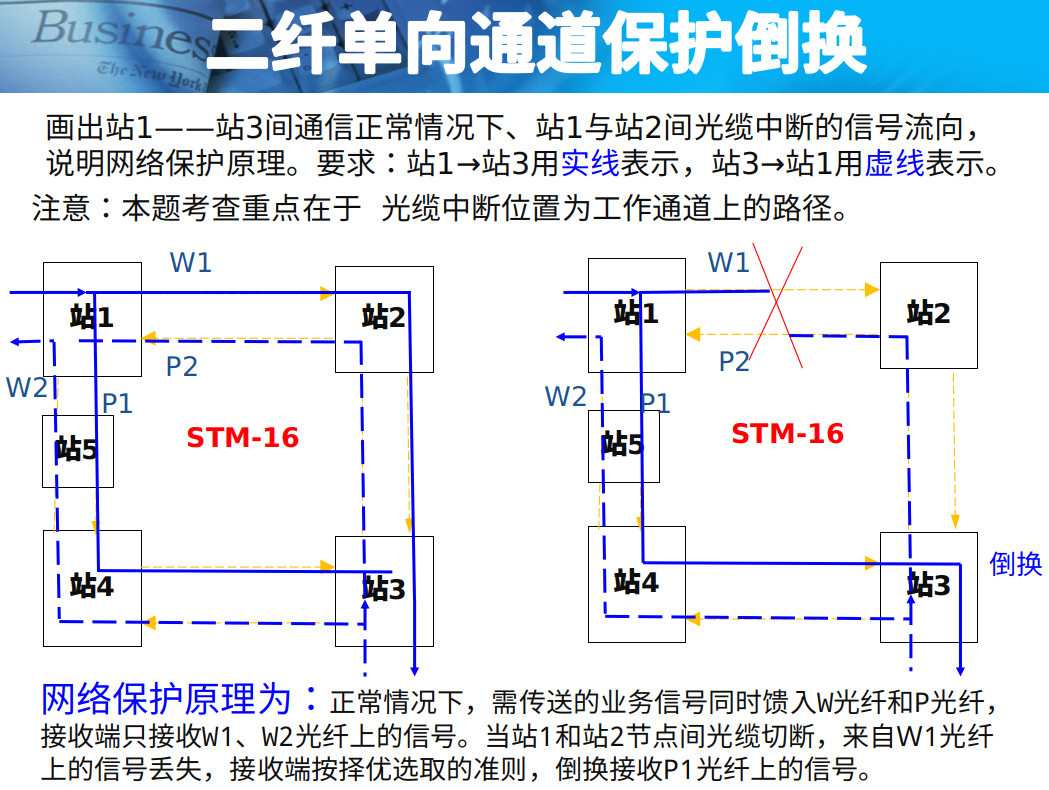 Business
The New York
二纤单向通道保护倒换
画出站1——站3间通信正常情况下、站1与站2间光缆中断的信号流向，
说明网络保护原理。要求：站1→站3用实线表示，站3→站1用虚线表示。
注意：本题考查重点在于 光缆中断位置为工作通道上的路径。
W1
站1
站2
P2
W2
P1
站5
STM-16
站4
站3
W1
站1
站2
P2
W2
P1
站5
STM-16
站4
站3
倒换
网络保护原理为：正常情况下，需传送的业务信号同时馈入W光纤和P光纤，
接收端只接收W1、W2光纤上的信号。当站1和站2节点间光缆切断，来自W1光纤
上的信号丢失，接收端按择优选取的准则，倒换接收P1光纤上的信号。